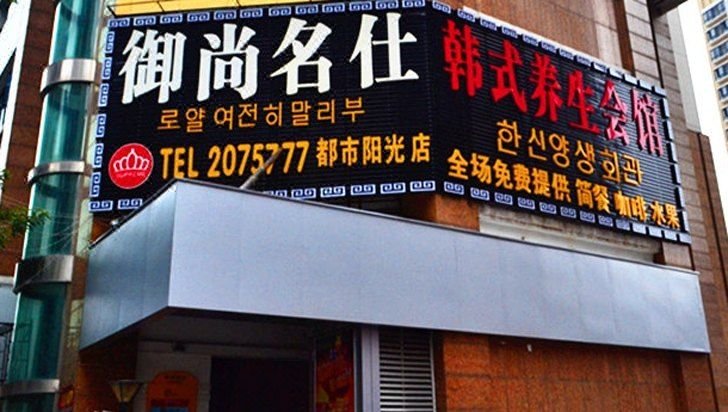 御尚名仕
로얄 여전히 말리부
TEL 2075777 都市阳光店
韩式养生会馆
한신양생회관
全场免费提供 简餐 咖啡 水果